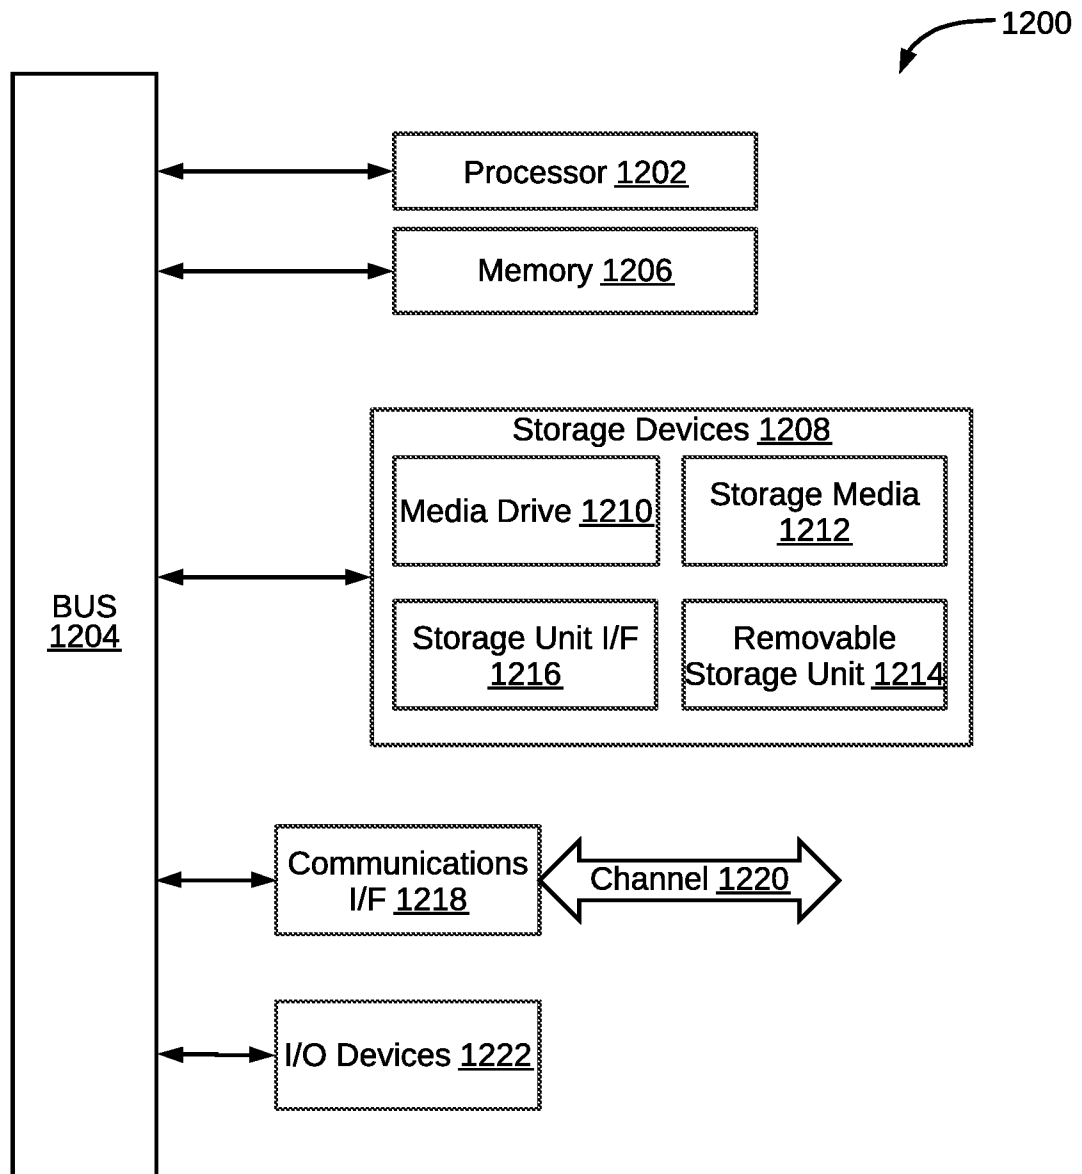 1200
Processor 1202
Memory 1206
Storage Devices 1208
Media Drive 1210
Storage Media
1212
Storage Unit I/F
1216
Removable
Storage Unit 1214
BUS
1204
Communications
I/F 1218
Channel 1220
I/O Devices 1222